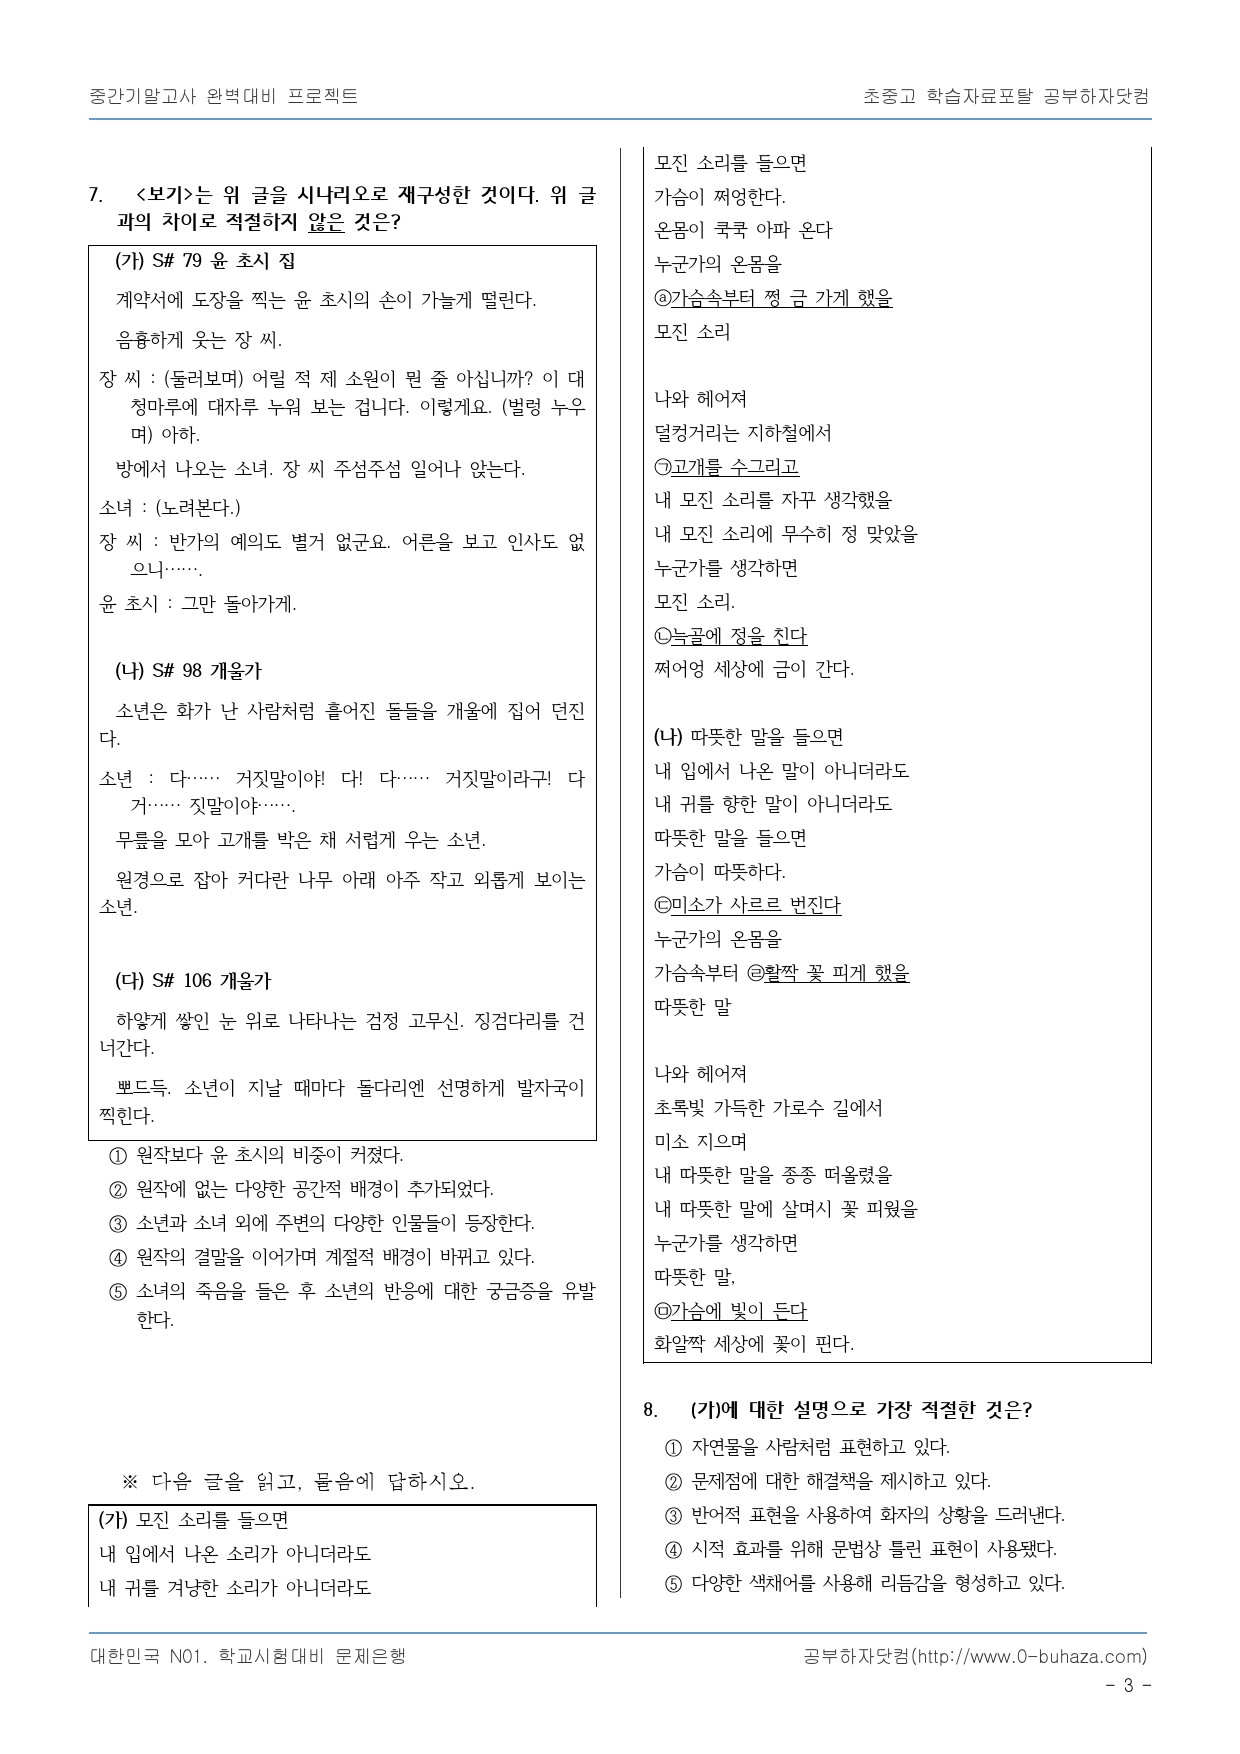 중간기말고사 완벽대비 프로젝트
초중고 학습자료포탈 공부하자닷컴
7. <보기>는 위 글을 시나리오로 재구성한 것이다. 위 글
과의 차이로 적절하지 않은 것은?
(가) S# 79 윤 초시 집
계약서에 도장을 찍는 윤 초시의 손이 가늘게 떨린다.
음흉하게 웃는 장 씨.
장 씨 : (둘러보며) 어릴 적 제 소원이 뭔 줄 아십니까? 이 대
청마루에 대자루 누워 보는 겁니다. 이렇게요. (벌렁 누우
며) 아하.
방에서 나오는 소녀. 장 씨 주섬주섬 일어나 앉는다.
소녀 : (노려본다.)
장 씨 : 반가의 예의도 별거 없군요. 어른을 보고 인사도 없
으니…….
윤 초시 : 그만 돌아가게.
(나) S# 98 개울가
소년은 화가 난 사람처럼 흩어진 돌들을 개울에 집어 던진
다.
소년 : 다…… 거짓말이야! 다! 다…… 거짓말이라구! 다
거…… 짓말이야…….
무릎을 모아 고개를 박은 채 서럽게 우는 소년.
원경으로 잡아 커다란 나무 아래 아주 작고 외롭게 보이는
소년.
(다) S# 106 개울가
하얗게 쌓인 눈 위로 나타나는 검정 고무신. 징검다리를 건
너간다.
뽀드득. 소년이 지날 때마다 돌다리엔 선명하게 발자국이
찍힌다.
① 원작보다 윤 초시의 비중이 커졌다.
② 원작에 없는 다양한 공간적 배경이 추가되었다.
③ 소년과 소녀 외에 주변의 다양한 인물들이 등장한다.
④ 원작의 결말을 이어가며 계절적 배경이 바뀌고 있다.
⑤ 소녀의 죽음을 들은 후 소년의 반응에 대한 궁금증을 유발
한다.
※ 다음 글을 읽고, 물음에 답하시오.
(가) 모진 소리를 들으면
내 입에서 나온 소리가 아니더라도
내 귀를 겨냥한 소리가 아니더라도
모진 소리를 들으면
가슴이 쩌엉한다.
온몸이 쿡쿡 아파 온다
누군가의 온몸을
ⓐ가슴속부터 쩡 금 가게 했을
모진 소리
나와 헤어져
덜컹거리는 지하철에서
㉠고개를 수그리고
내 모진 소리를 자꾸 생각했을
내 모진 소리에 무수히 정 맞았을
누군가를 생각하면
모진 소리.
㉡늑골에 정을 친다
쩌어엉 세상에 금이 간다.
(나) 따뜻한 말을 들으면
내 입에서 나온 말이 아니더라도
내 귀를 향한 말이 아니더라도
따뜻한 말을 들으면
가슴이 따뜻하다.
㉢미소가 사르르 번진다
누군가의 온몸을
가슴속부터 ㉣활짝 꽃 피게 했을
따뜻한 말
나와 헤어져
초록빛 가득한 가로수 길에서
미소 지으며
내 따뜻한 말을 종종 떠올렸을
내 따뜻한 말에 살며시 꽃 피웠을
누군가를 생각하면
따뜻한 말,
㉤가슴에 빛이 든다
화알짝 세상에 꽃이 핀다.
8. (가)에 대한 설명으로 가장 적절한 것은?
① 자연물을 사람처럼 표현하고 있다.
② 문제점에 대한 해결책을 제시하고 있다.
③ 반어적 표현을 사용하여 화자의 상황을 드러낸다.
④ 시적 효과를 위해 문법상 틀린 표현이 사용됐다.
⑤ 다양한 색채어를 사용해 리듬감을 형성하고 있다.
대한민국 N01. 학교시험대비 문제은행
공부하자닷컴(http://www.0-buhaza.com)
- 3 -